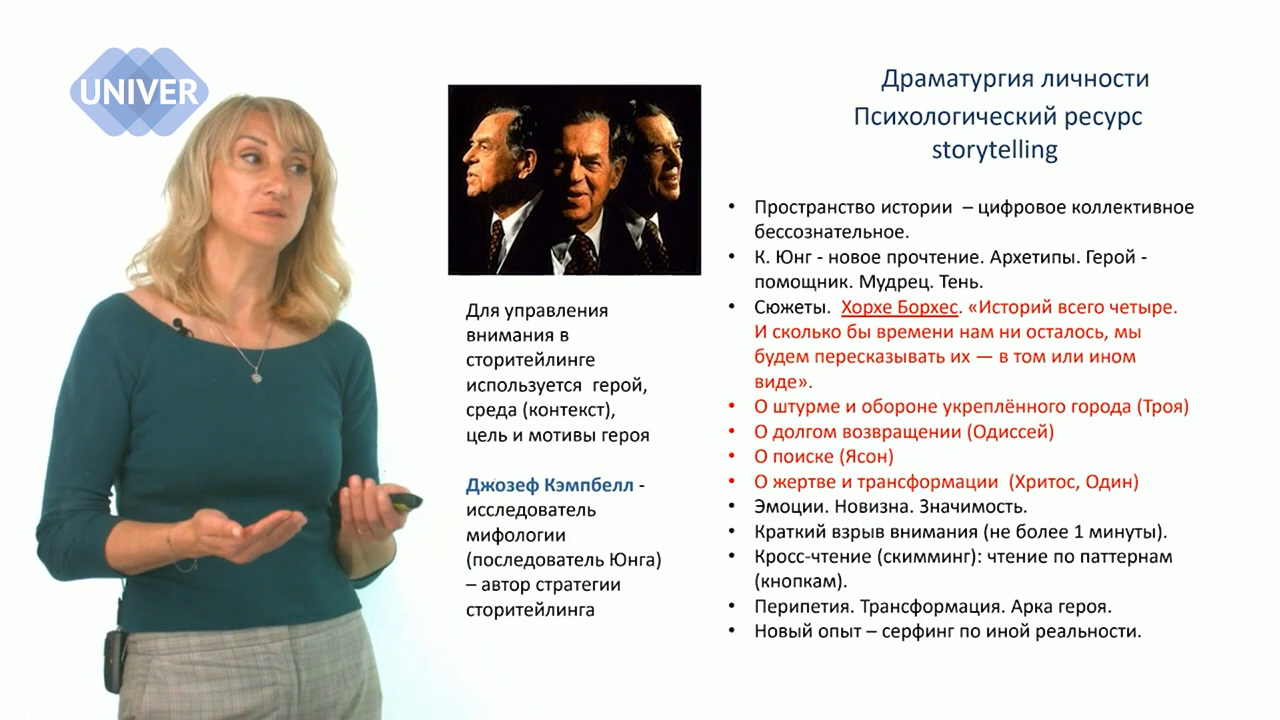 UNIVER
Драматургия личности
Психологический ресурс
storytelling
Для управления
внимания в
сторитейлинге
используется герой,
среда (контекст),
цель и мотивы героя
Джозеф Кэмпбелл -
исследователь
мифологии
(последователь Юнга)
– автор стратегии
сторитейлинга
• Пространство истории – цифровое коллективное
бессознательное.
• К. Юнг - новое прочтение. Архетипы. Герой -
помощник. Мудрец. Тень.
• Сюжеты. Хорхе Борхес. «Историй всего четыре.
И сколько бы времени нам ни осталось, мы
будем пересказывать их — в том или ином
виде».
• О штурме и обороне укреплённого города (Троя)
• О долгом возвращении (Одиссей)
• О поиске (Ясон)
• О жертве и трансформации (Хритос, Один)
• Эмоции. Новизна. Значимость.
• Краткий взрыв внимания (не более 1 минуты).
• Кросс-чтение (скимминг): чтение по паттернам
(кнопкам).
• Перипетия. Трансформация. Арка героя.
• Новый опыт – серфинг по иной реальности.